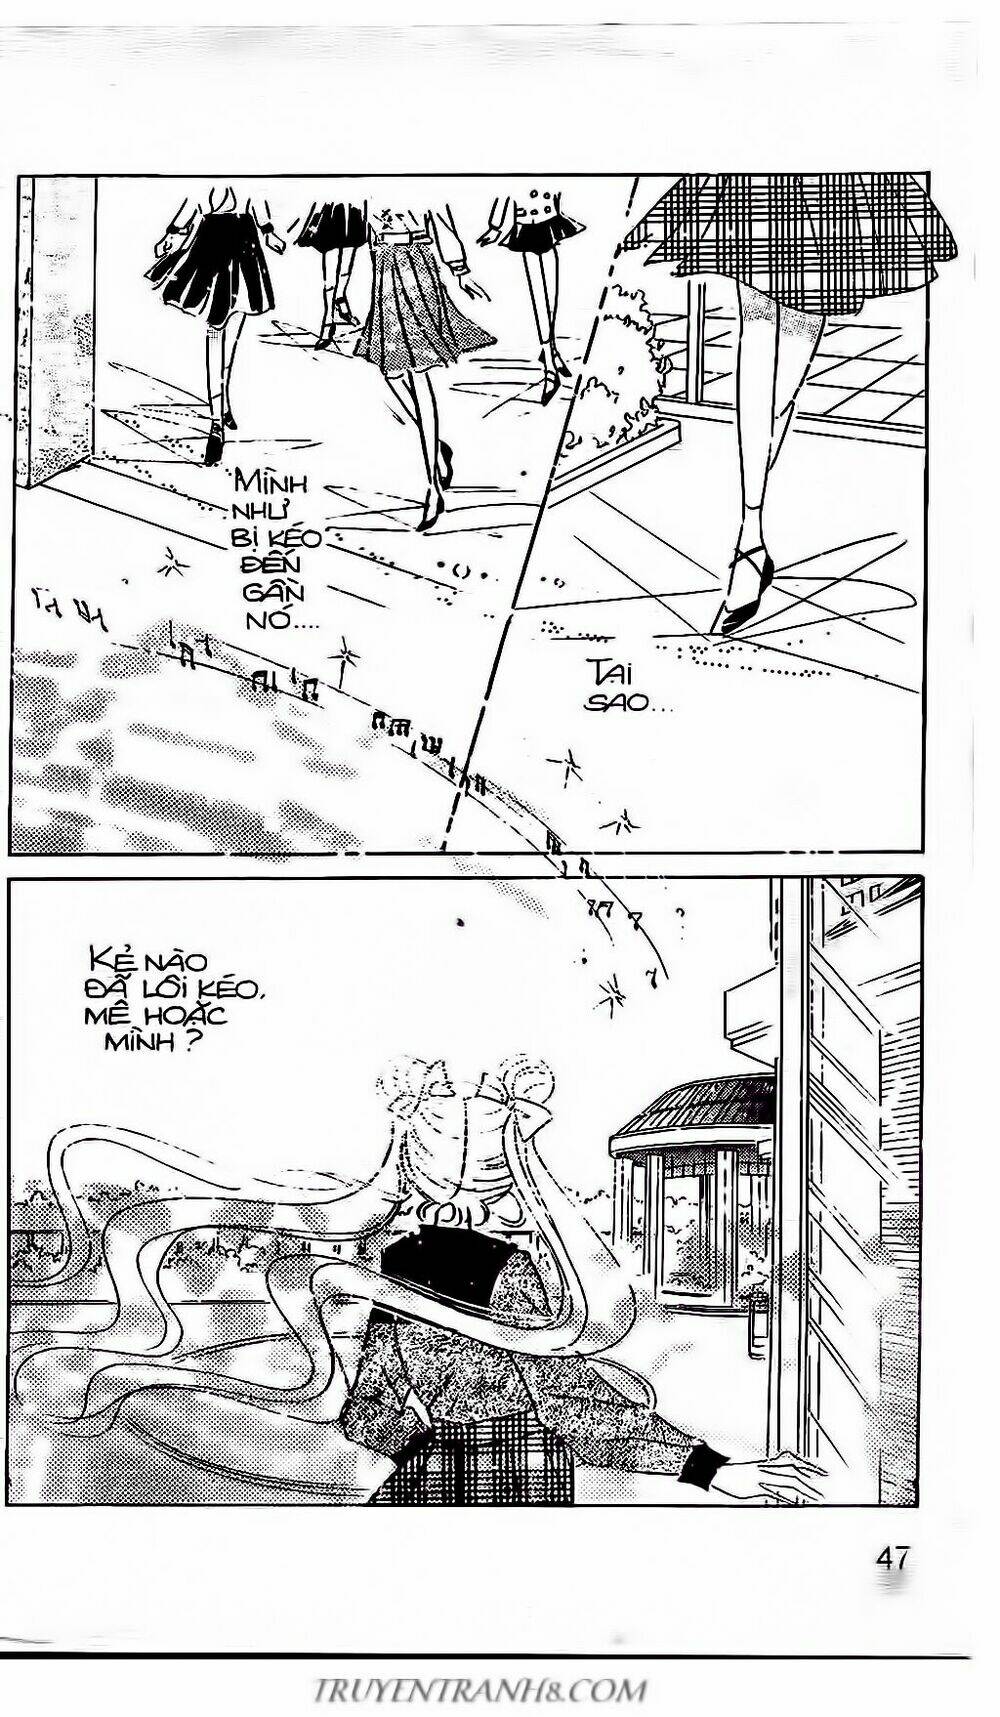 MÌNH
NHƯ
BỊ KÉO
ĐẾN
GẦN
NÓ....
TẠI
SAO...
KẺ NÀO
ĐÃ LÔI KÉO,
MÊ HOẶC
MÌNH?
47
TRUYENTRANH8.COM